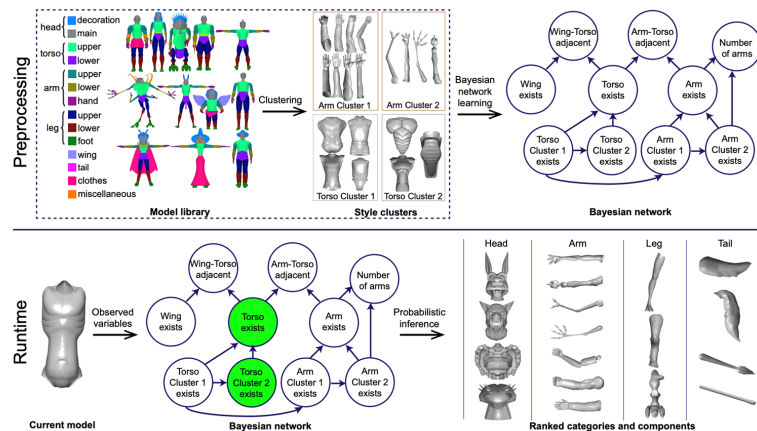 Preprocessing
head
decoration
main
torso
upper
lower
arm
upper
lower
hand
leg
upper
lower
foot
wing
tail
clothes
miscellaneous
Model library
Clustering
Arm Cluster 1
Arm Cluster 2
Torso Cluster 1
Torso Cluster 2
Style clusters
Bayesian
network
learning
Wing-Torso
adjacent
Arm-Torso
adjacent
Number
of arms
Wing
exists
Torso
exists
Arm
exists
Torso
Cluster 1
exists
Torso
Cluster 2
exists
Arm
Cluster 1
exists
Arm
Cluster 2
exists
Bayesian network
Runtime
Current model
Observed
variables
Wing-Torso
adjacent
Arm-Torso
adjacent
Number
of arms
Wing
exists
Torso
exists
Arm
exists
Torso
Cluster 1
exists
Torso
Cluster 2
exists
Arm
Cluster 1
exists
Arm
Cluster 2
exists
Bayesian network
Probabilistic
inference
Head
Arm
Leg
Tail
Ranked categories and components